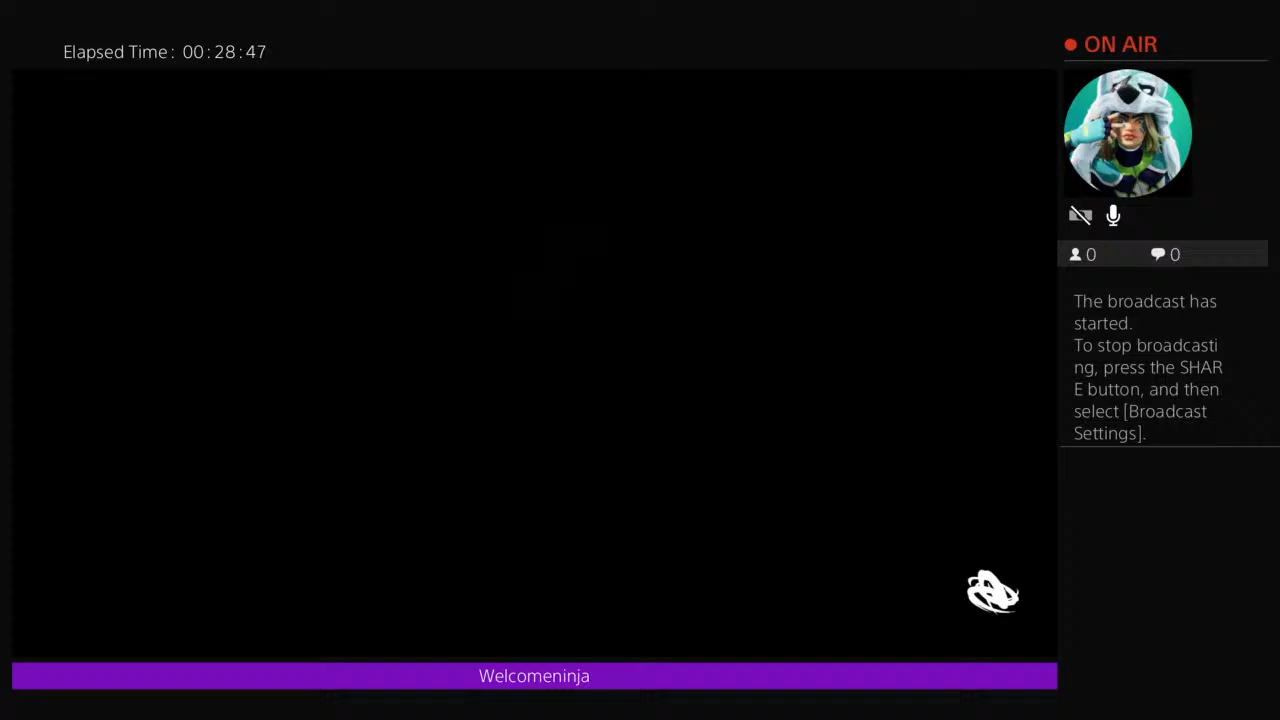 Elapsed Time: 00:28:47
ON AIR
0 0
The broadcast has
started.
To stop broadcasti
ng, press the SHAR
E button, and then
select [Broadcast
Settings].
Welcomeninja